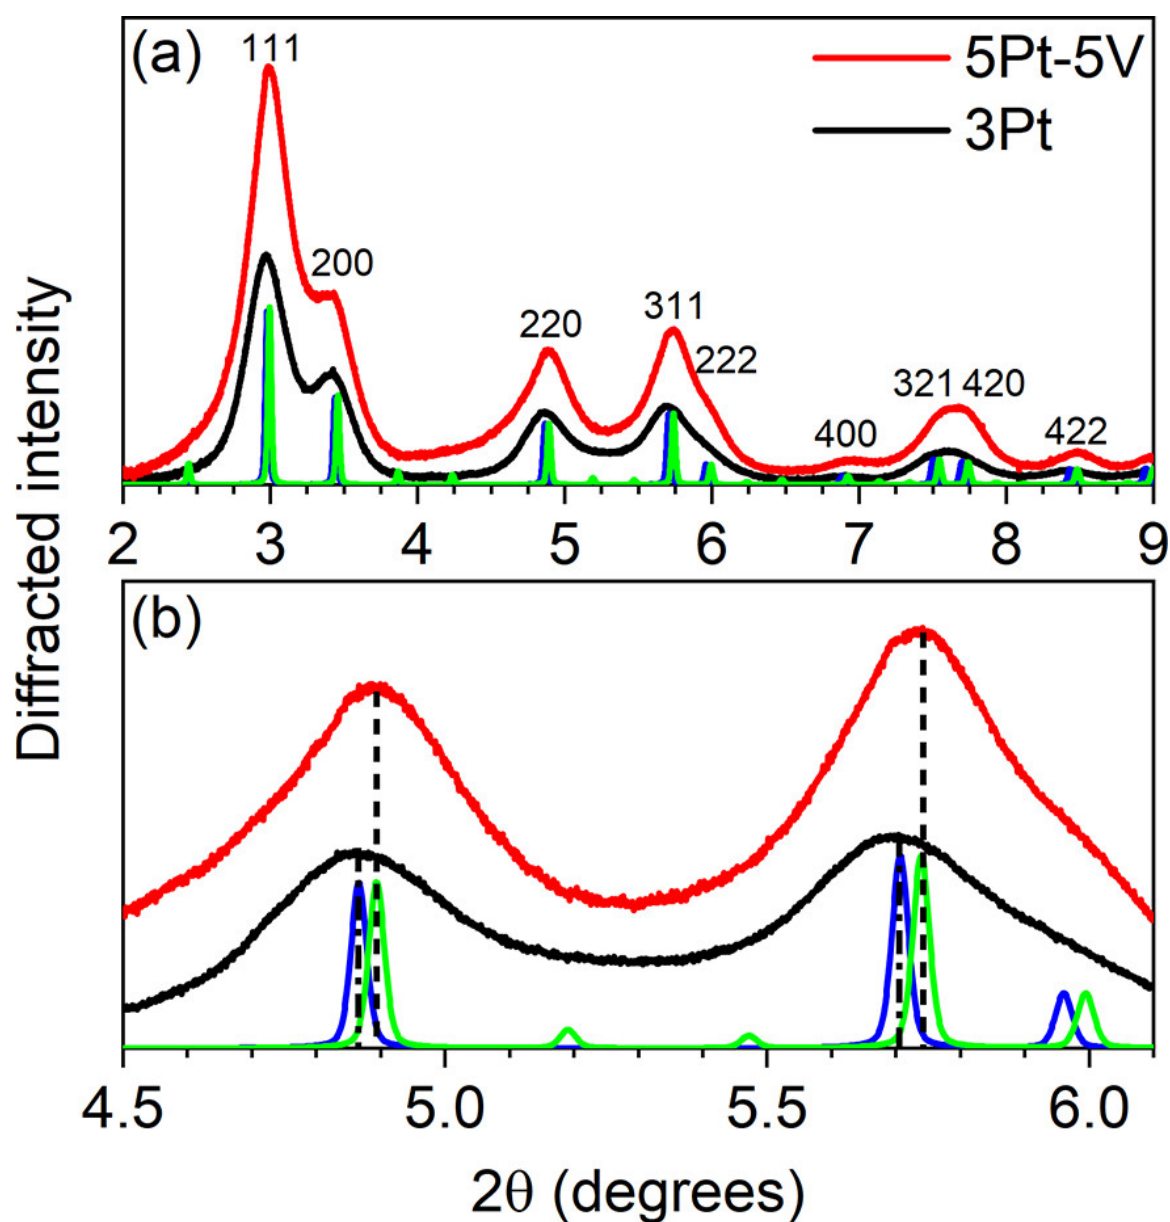 (a)
111
5Pt-5V
3Pt
200
220
311
222
400
321 420
422
2 3 4 5 6 7 8 9
Diffracted intensity
(b)
4.5 5.0 5.5 6.0
2θ (degrees)